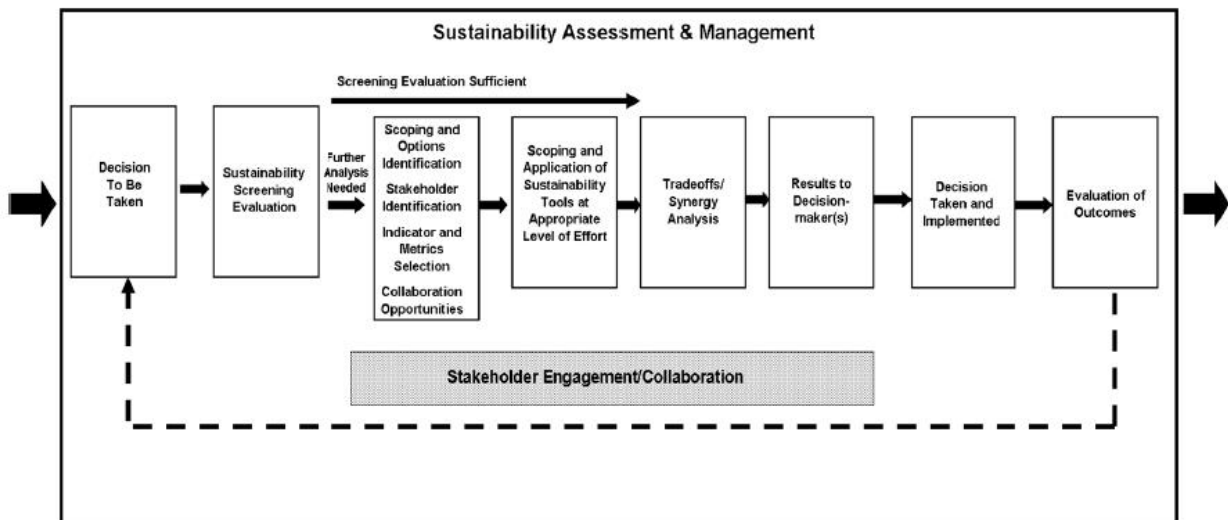 Sustainability Assessment & Management
Screening Evaluation Sufficient
Decision
To Be
Taken
Sustainability
Screening
Evaluation
Further
Analysis
Needed
Scoping and
Options
Identification
Stakeholder
Identification
Indicator and
Metrics
Selection
Collaboration
Opportunities
Scoping and
Application of
Sustainability
Tools at
Appropriate
Level of Effort
Tradeoffs/
Synergy
Analysis
Results to
Decision-
maker(s)
Decision
Taken and
Implemented
Evaluation of
Outcomes
Stakeholder Engagement/Collaboration